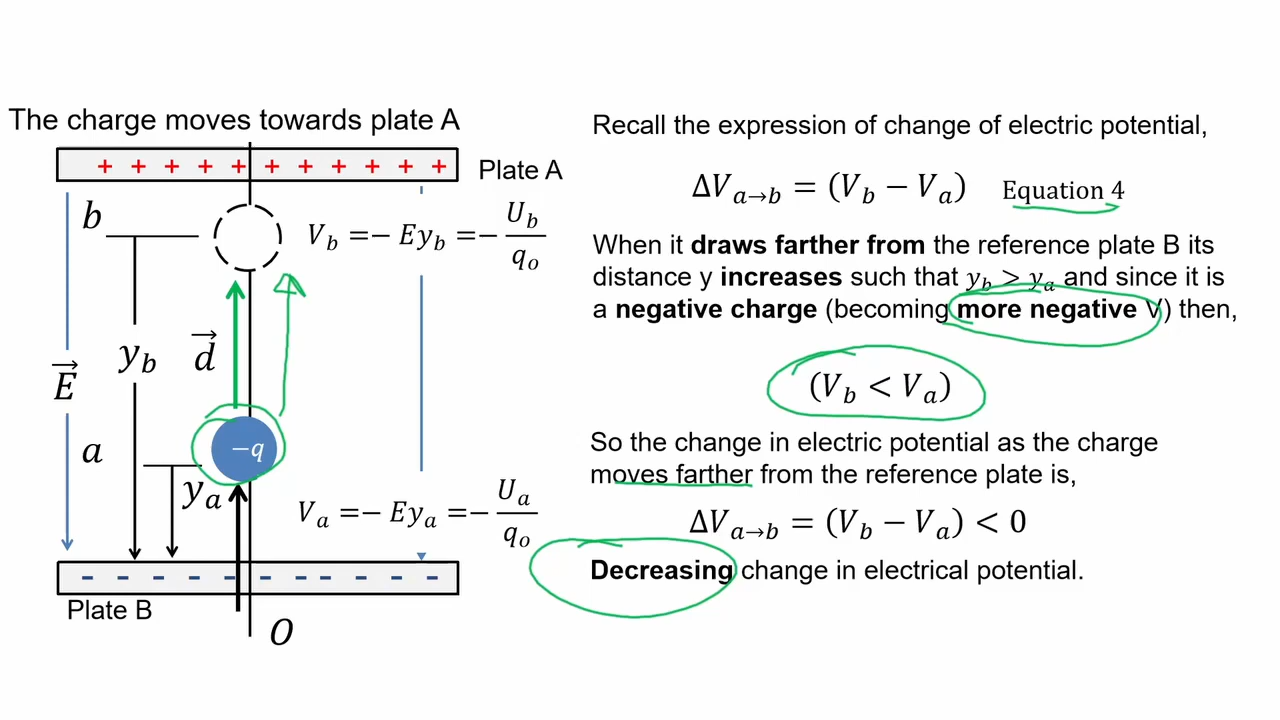 The charge moves towards plate A
+ + + + + + + + + + +
Plate A
b
V_b =− Ey_b =− U_b/q_o
y_b
d⃗
E⃗
a
−q
y_a
V_a =− Ey_a =− U_a/q_o
- - - - - - - - - - -
Plate B
O
Recall the expression of change of electric potential,
ΔV_{a→b} = (V_b − V_a) Equation 4
When it draws farther from the reference plate B its
distance y increases such that y_b > y_a and since it is
a negative charge (becoming more negative V) then,
(V_b < V_a)
So the change in electric potential as the charge
moves farther from the reference plate is,
ΔV_{a→b} = (V_b − V_a) < 0
Decreasing change in electrical potential.